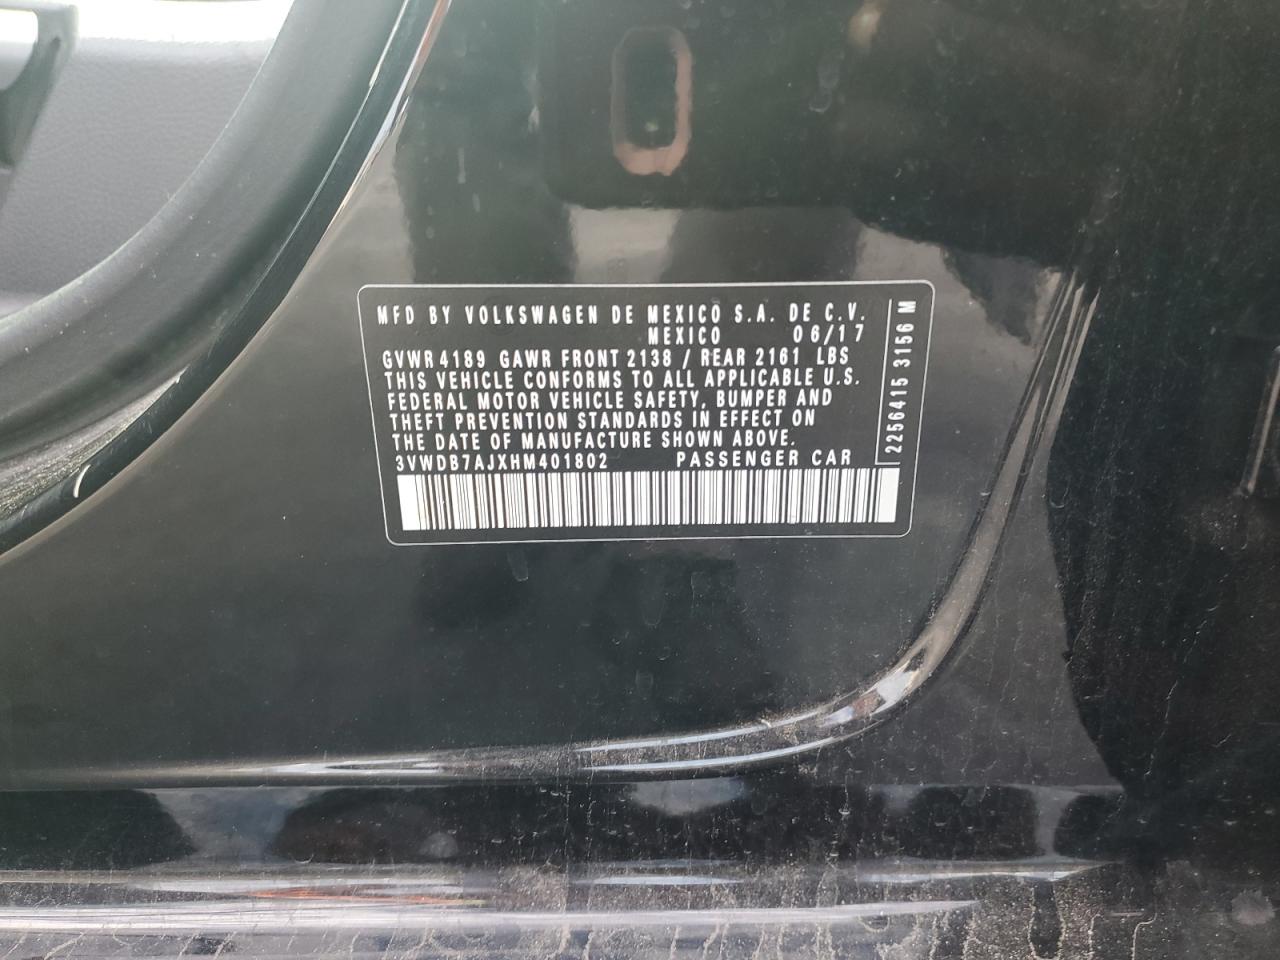 MFD BY VOLKSWAGEN DE MEXICO S.A. DE C.V.
MEXICO 06/17
GVWR 4189 GAWR FRONT 2138 / REAR 2161 LBS
THIS VEHICLE CONFORMS TO ALL APPLICABLE U.S.
FEDERAL MOTOR VEHICLE SAFETY, BUMPER AND
THEFT PREVENTION STANDARDS IN EFFECT ON
THE DATE OF MANUFACTURE SHOWN ABOVE.
3VWDB7AJXHM401802 PASSENGER CAR
2256415 3156 M